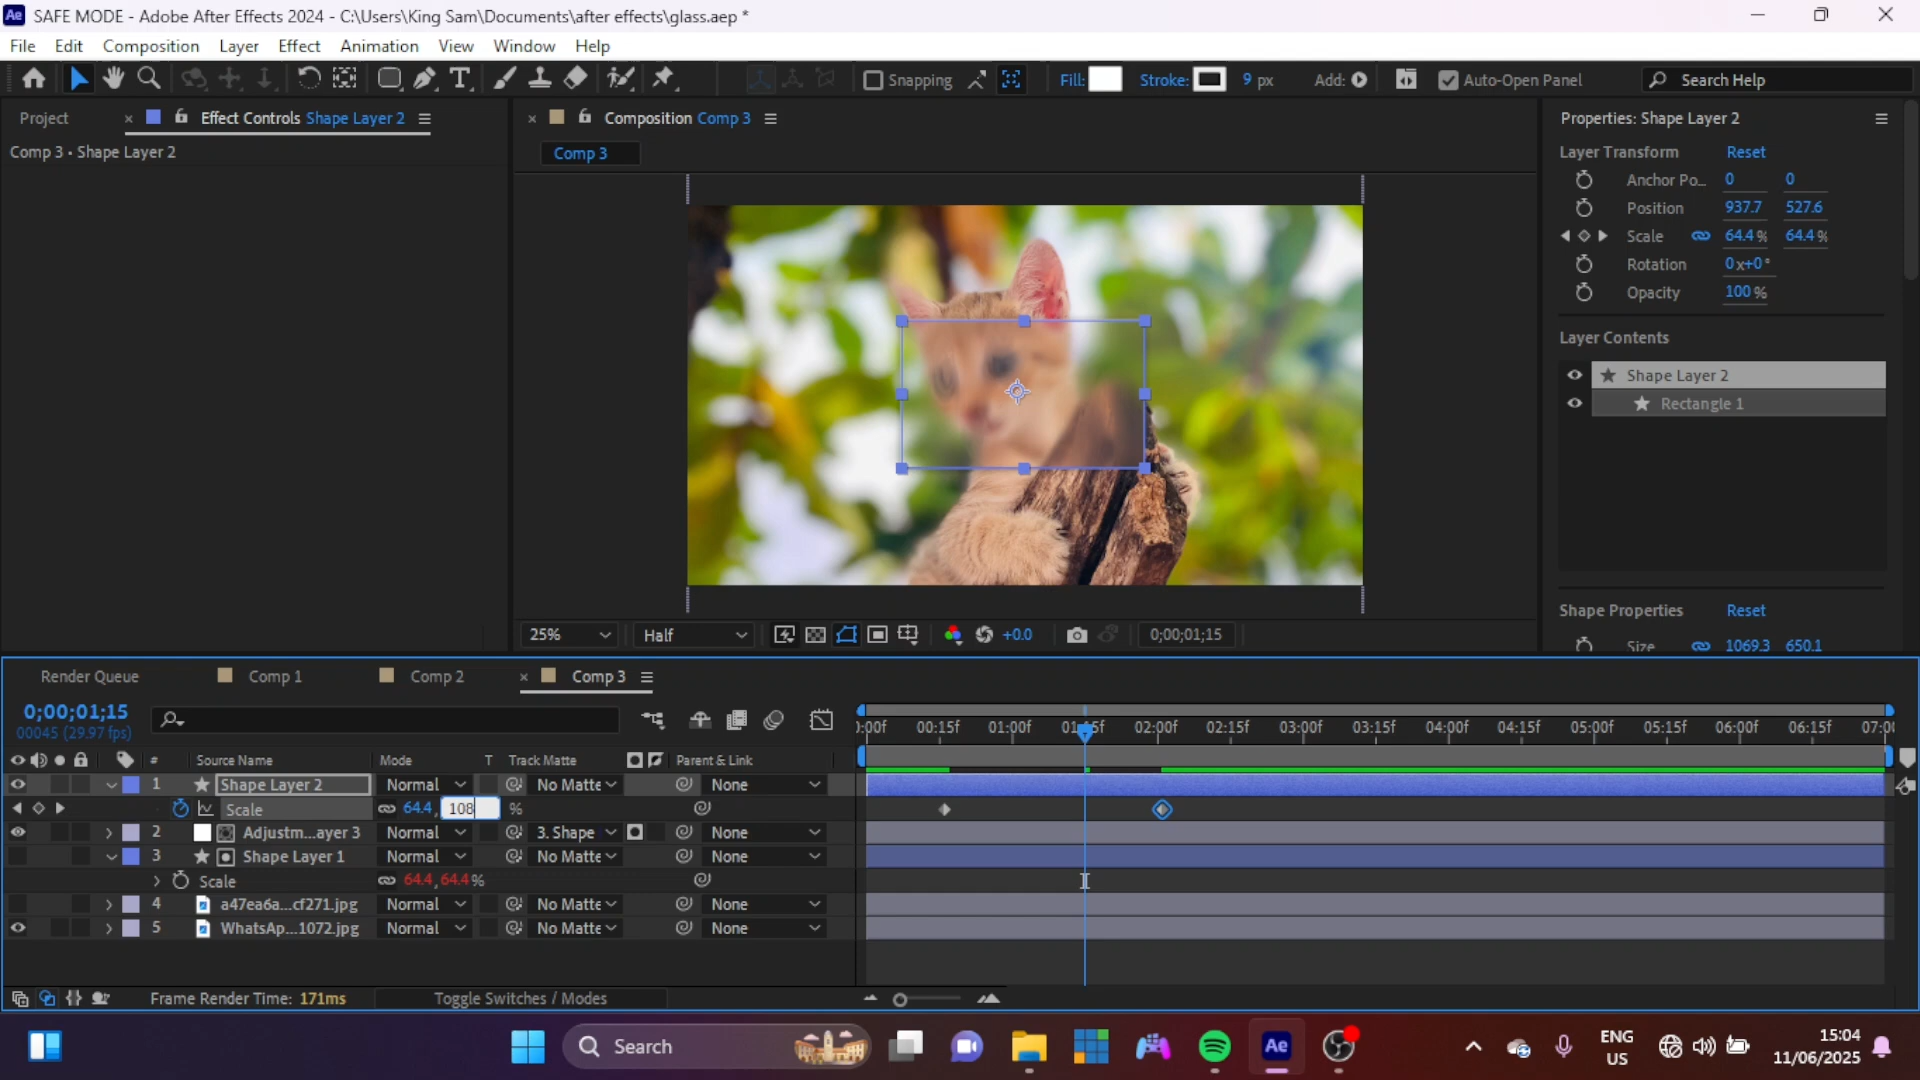 SAFE MODE - Adobe After Effects 2024 - C:\Users\King Sam\Documents\after effects\glass.aep *
File Edit Composition Layer Effect Animation View Window Help
Snapping Fill: Stroke: 9 px Add: Auto-Open Panel Search Help
Project Effect Controls Shape Layer 2
Composition Comp 3
Properties: Shape Layer 2
Comp 3 • Shape Layer 2
Comp 3
Layer Transform Reset
Anchor Po... 0 0
Position 937.7 527.6
Scale 64.4 % 64.4 %
Rotation 0x+0°
Opacity 100 %
Layer Contents
Shape Layer 2
Rectangle 1
Shape Properties Reset
Size 1069.3 650.1
25% Half +0.0 0;00;01;15
Render Queue Comp 1 Comp 2 Comp 3
0;00;01;15
00045 (29.97 fps)
):00f 00:15f 01:00f 01:15f 02:00f 02:15f 03:00f 03:15f 04:00f 04:15f 05:00f 05:15f 06:00f 06:15f 07:0(
# Source Name Mode T Track Matte Parent & Link
1 Shape Layer 2 Normal No Matte None
Scale 64.4, 108 %
2 Adjustm...ayer 3 Normal 3. Shape None
3 Shape Layer 1 Normal No Matte None
Scale 64.4, 64.4%
4 a47ea6a...cf271.jpg Normal No Matte None
5 WhatsAp...1072.jpg Normal No Matte None
Frame Render Time: 171ms Toggle Switches / Modes
Search
Ae
ENG
US
15:04
11/06/2025